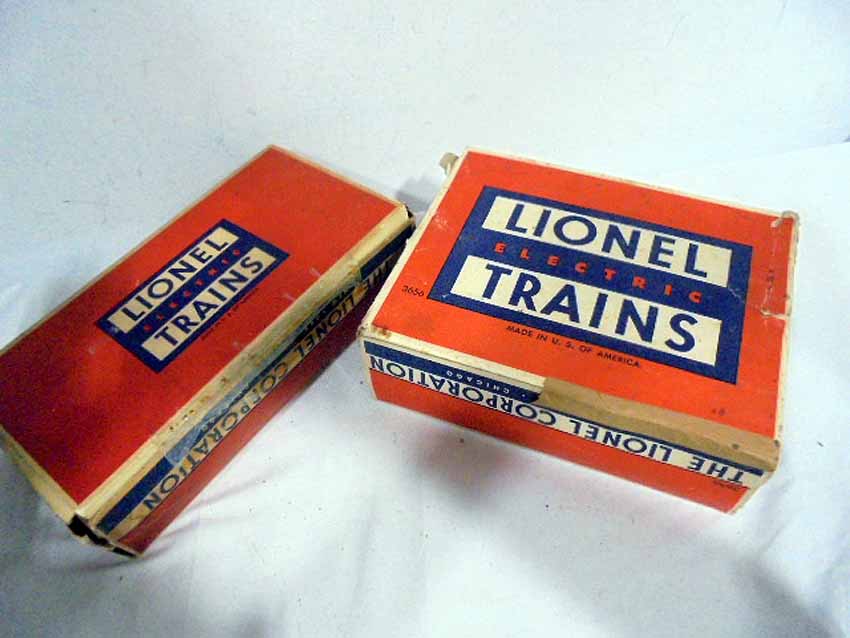 LIONEL
ELECTRIC
TRAINS
THE LIONEL CORPORATION
LIONEL
ELECTRIC
TRAINS
3656
MADE IN U. S. OF AMERICA
CHICAGO
THE LIONEL CORPORATION